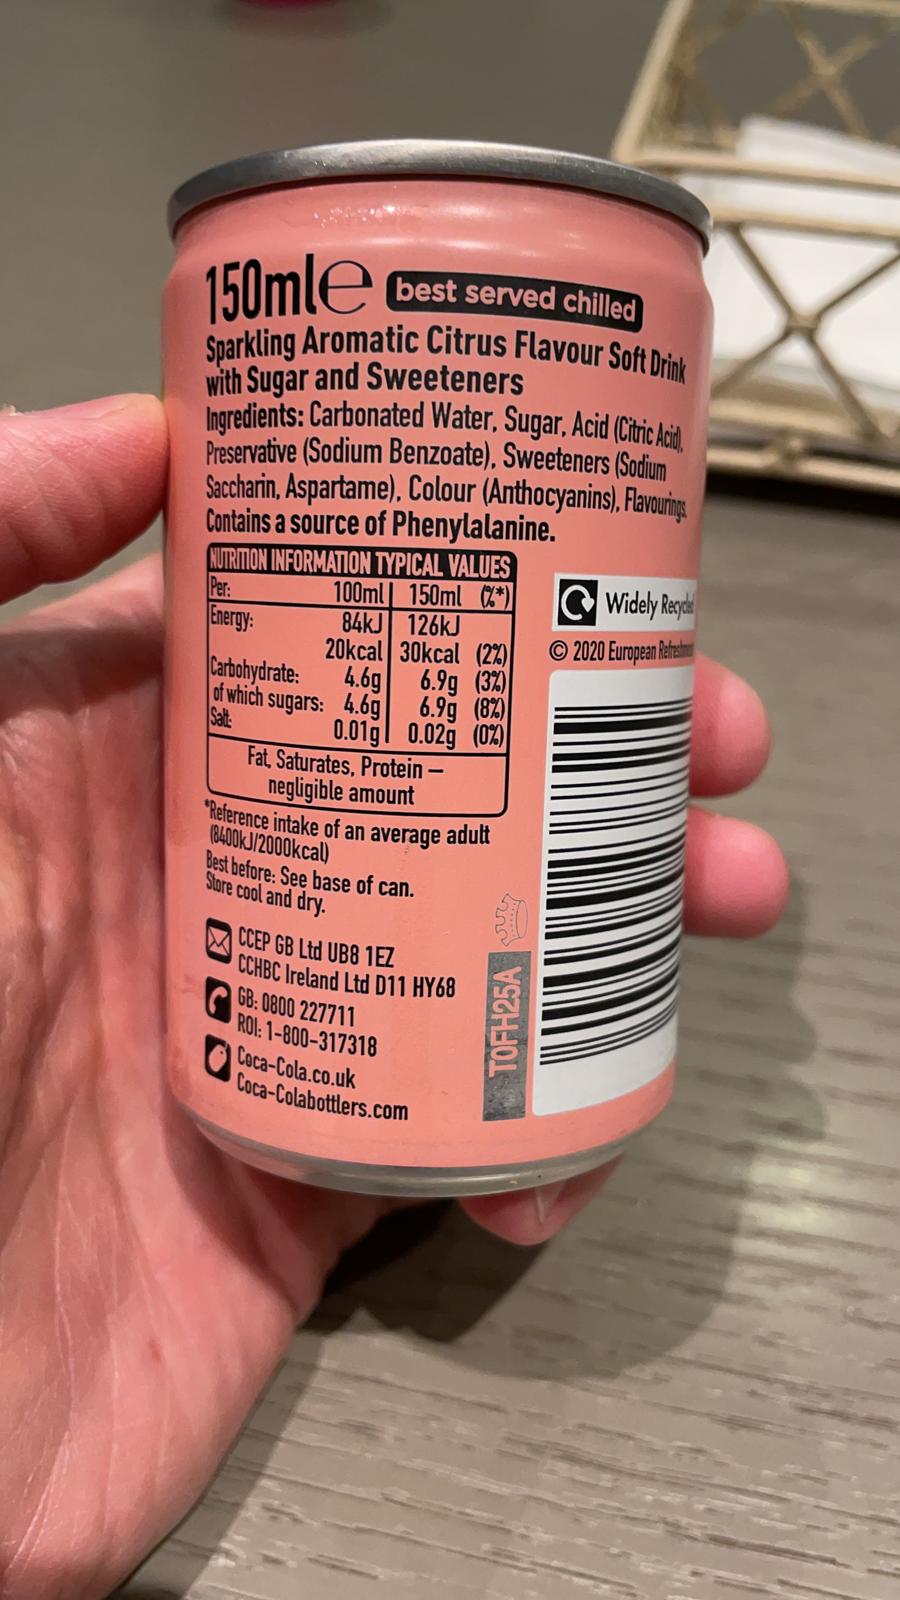 150ml℮ best served chilled
Sparkling Aromatic Citrus Flavour Soft Drink
with Sugar and Sweeteners
Ingredients: Carbonated Water, Sugar, Acid (Citric Acid),
Preservative (Sodium Benzoate), Sweeteners (Sodium
Saccharin, Aspartame), Colour (Anthocyanins), Flavourings.
Contains a source of Phenylalanine.
NUTRITION INFORMATION TYPICAL VALUES
Per: 100ml 150ml (%*)
Energy: 84kJ 126kJ
20kcal 30kcal (2%)
Carbohydrate: 4.6g 6.9g (3%)
of which sugars: 4.6g 6.9g (8%)
Salt: 0.01g 0.02g (0%)
Fat, Saturates, Protein –
negligible amount
*Reference intake of an average adult
(8400kJ/2000kcal)
Best before: See base of can.
Store cool and dry.
CCEP GB Ltd UB8 1EZ
CCHBC Ireland Ltd D11 HY68
GB: 0800 227711
ROI: 1-800-317318
Coca-Cola.co.uk
Coca-Colabottlers.com
Widely Recycled
© 2020 European
TOFH25A